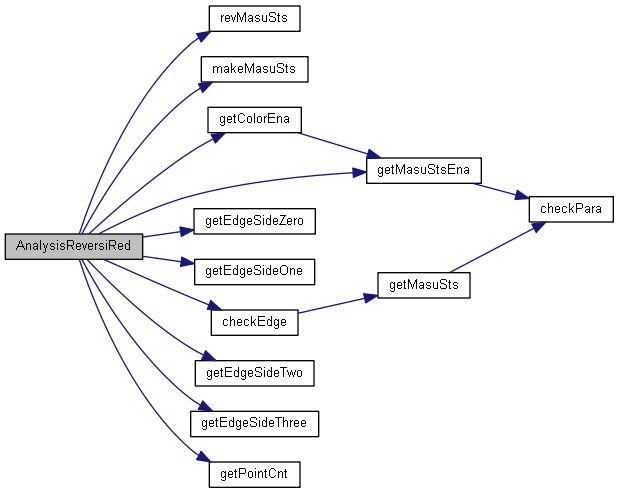 revMasuSts
makeMasuSts
getColorEna
getMasuStsEna
getEdgeSideZero
checkPara
AnalysisReversiRed
getEdgeSideOne
getMasuSts
checkEdge
getEdgeSideTwo
getEdgeSideThree
getPointCnt